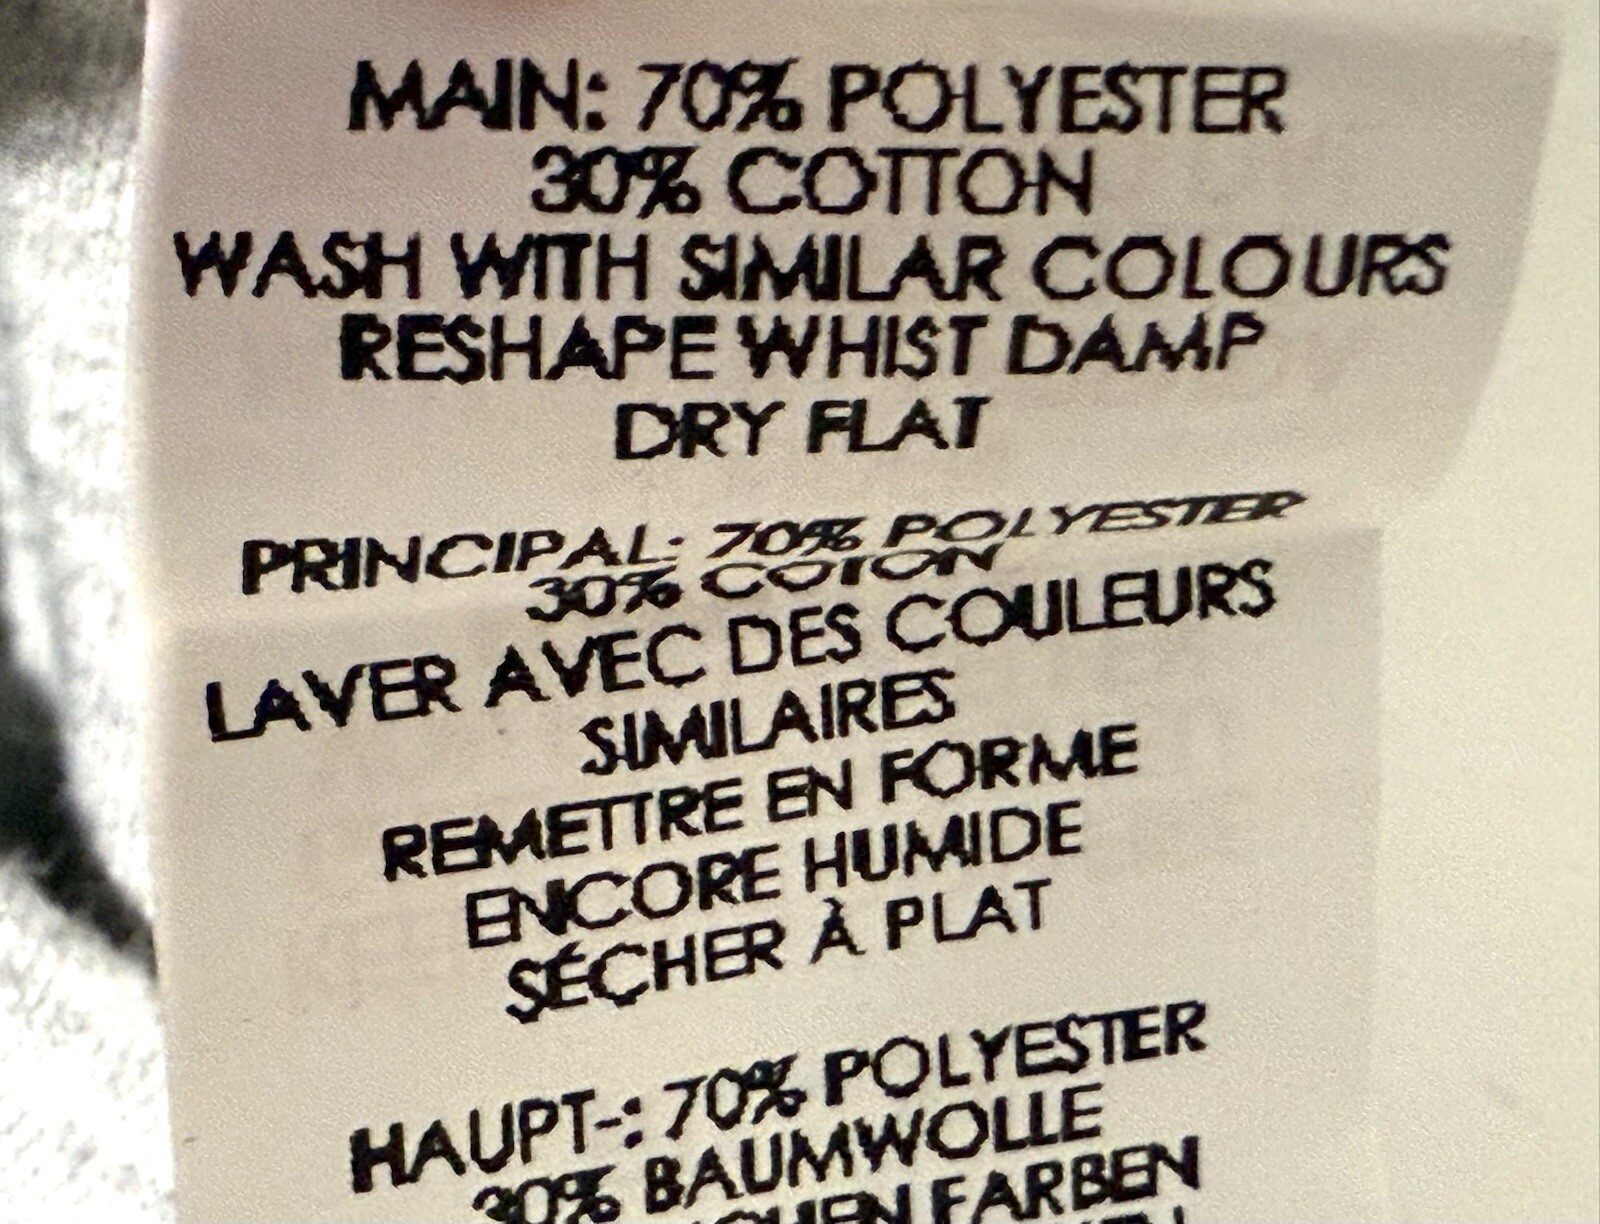 MAIN: 70% POLYESTER
30% COTTON
WASH WITH SIMILAR COLOURS
RESHAPE WHIST DAMP
DRY FLAT
PRINCIPAL: 70% POLYESTER
30% COTON
LAVER AVEC DES COULEURS
SIMILAIRES
REMETTRE EN FORME
ENCORE HUMIDE
SÉCHER À PLAT
HAUPT-: 70% POLYESTER
30% BAUMWOLLE
FARBEN